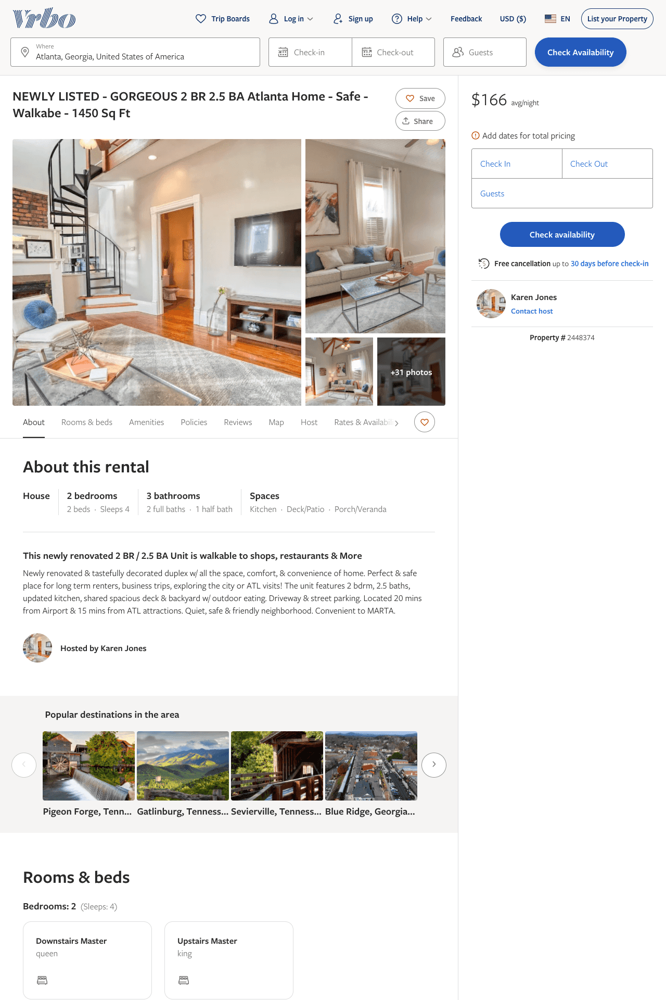 Vrbo
Trip Boards
Log in
Sign up
Help
Feedback
USD ($)
EN
List your Property
Where
Atlanta, Georgia, United States of America
Check-in
Check-out
Guests
Check Availability
NEWLY LISTED - GORGEOUS 2 BR 2.5 BA Atlanta Home - Safe -
Walkabe - 1450 Sq Ft
Save
Share
+31 photos
$166 avg/night
Add dates for total pricing
Check In
Check Out
Guests
Check availability
Free cancellation up to 30 days before check-in
Karen Jones
Contact host
Property # 2448374
About
Rooms & beds
Amenities
Policies
Reviews
Map
Host
Rates & Availabili
About this rental
House
2 bedrooms
2 beds · Sleeps 4
3 bathrooms
2 full baths · 1 half bath
Spaces
Kitchen · Deck/Patio · Porch/Veranda
This newly renovated 2 BR / 2.5 BA Unit is walkable to shops, restaurants & More
Newly renovated & tastefully decorated duplex w/ all the space, comfort, & convenience of home. Perfect & safe
place for long term renters, business trips, exploring the city or ATL visits! The unit features 2 bdrm, 2.5 baths,
updated kitchen, shared spacious deck & backyard w/ outdoor eating. Driveway & street parking. Located 20 mins
from Airport & 15 mins from ATL attractions. Quiet, safe & friendly neighborhood. Convenient to MARTA.
Hosted by Karen Jones
Popular destinations in the area
Pigeon Forge, Tenn...
Gatlinburg, Tenness...
Sevierville, Tenness...
Blue Ridge, Georgia...
Rooms & beds
Bedrooms: 2 (Sleeps: 4)
Downstairs Master
queen
Upstairs Master
king